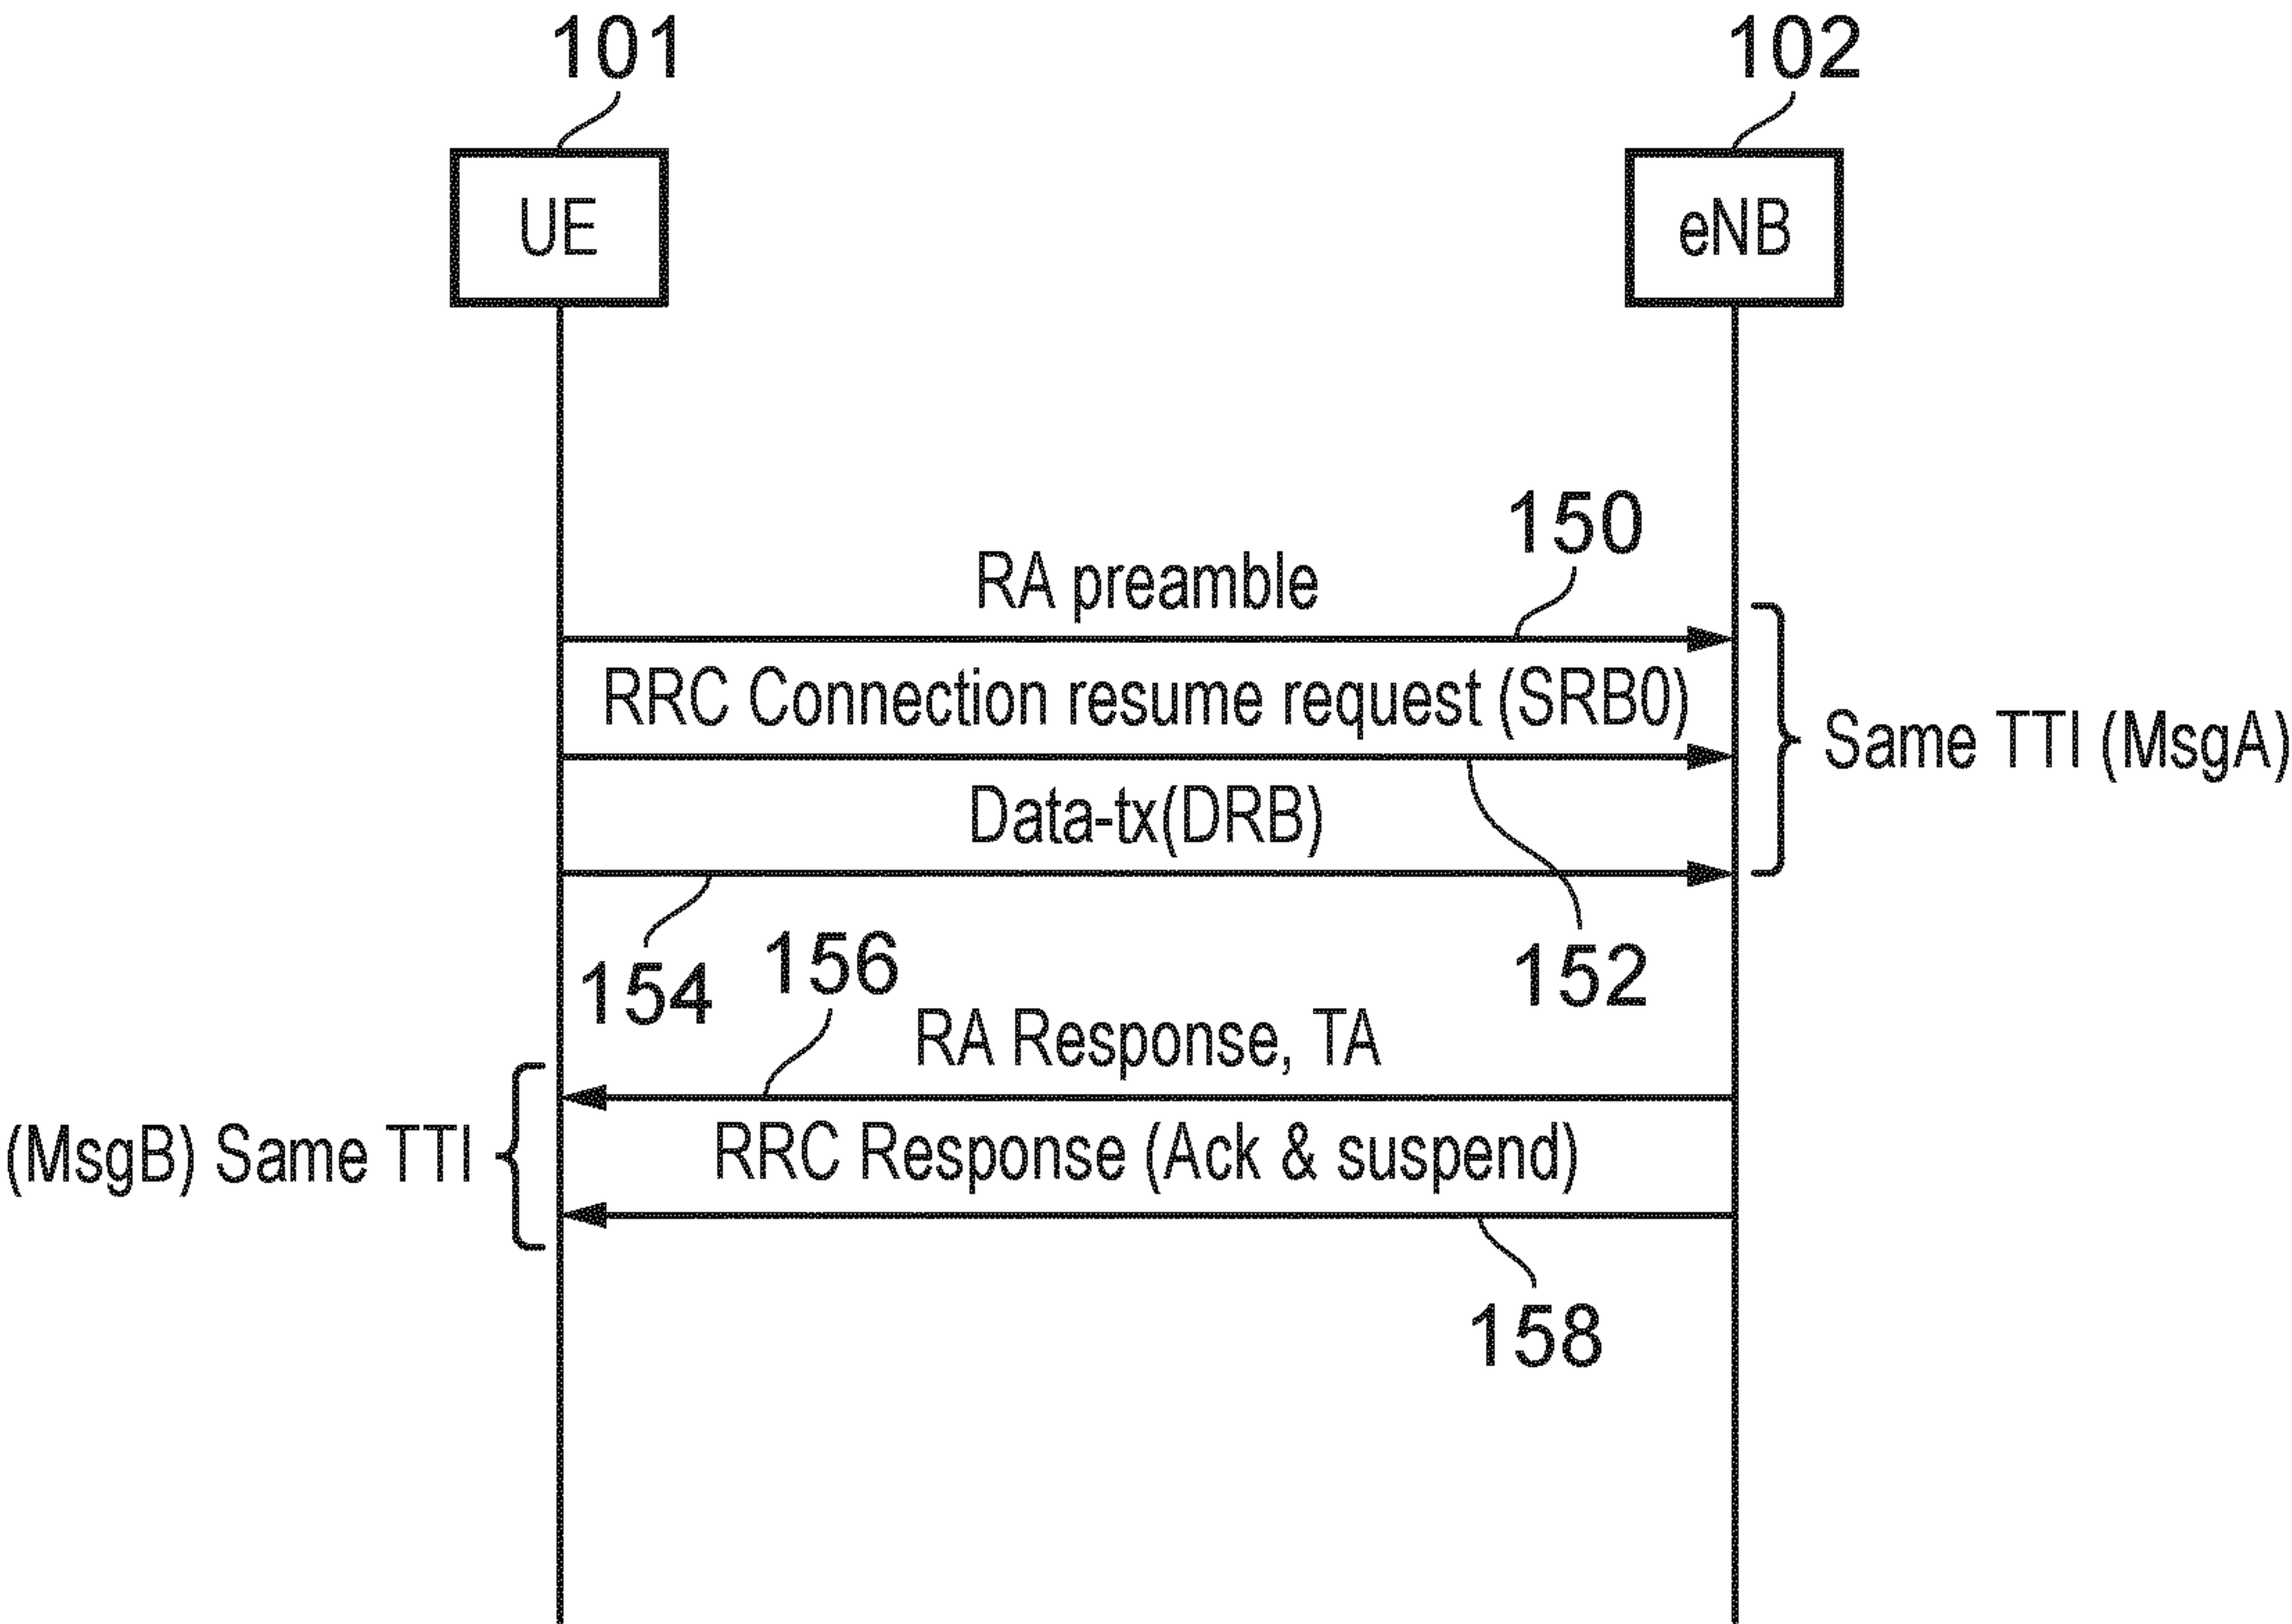 101
102
UE
eNB
150
RA preamble
RRC Connection resume request (SRB0)
Same TTI (MsgA)
Data-tx(DRB)
154
156
152
RA Response, TA
(MsgB) Same TTI
RRC Response (Ack & suspend)
158